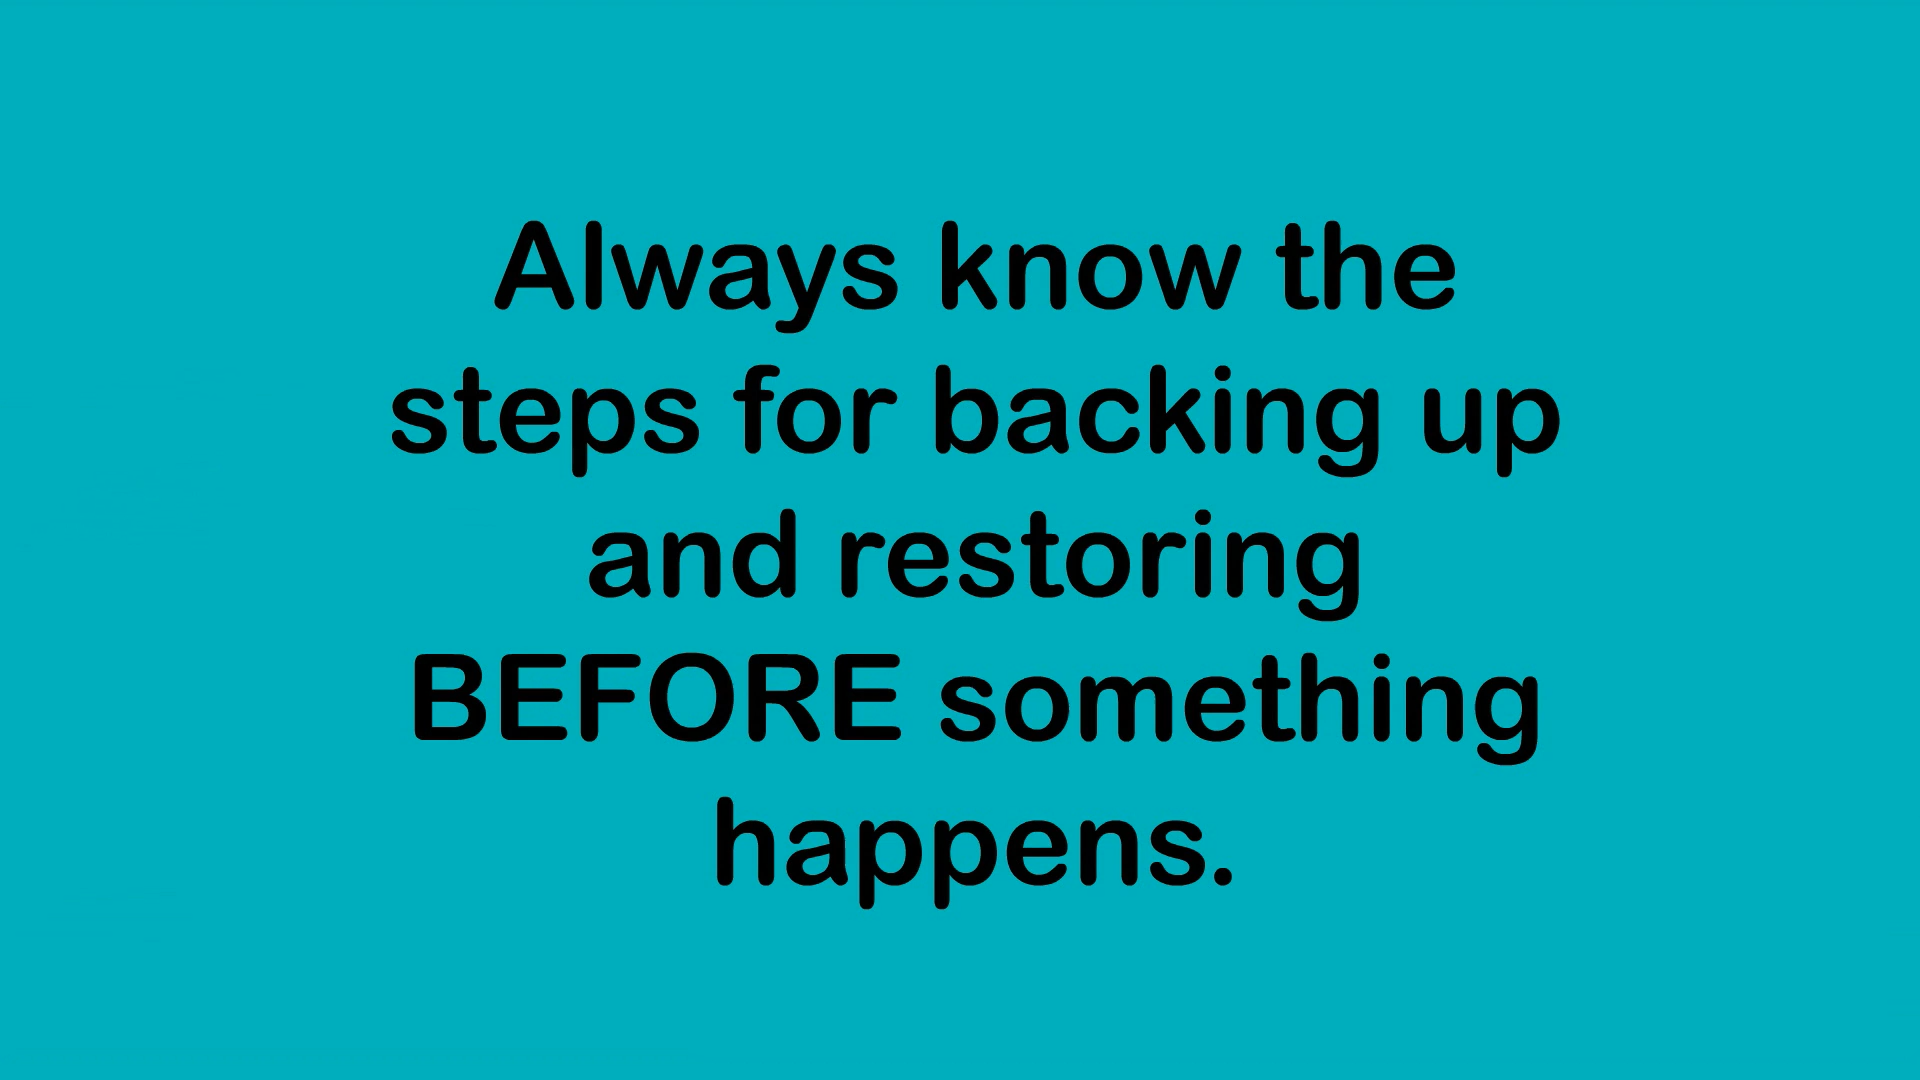 Always know the
steps for backing up
and restoring
BEFORE something
happens.